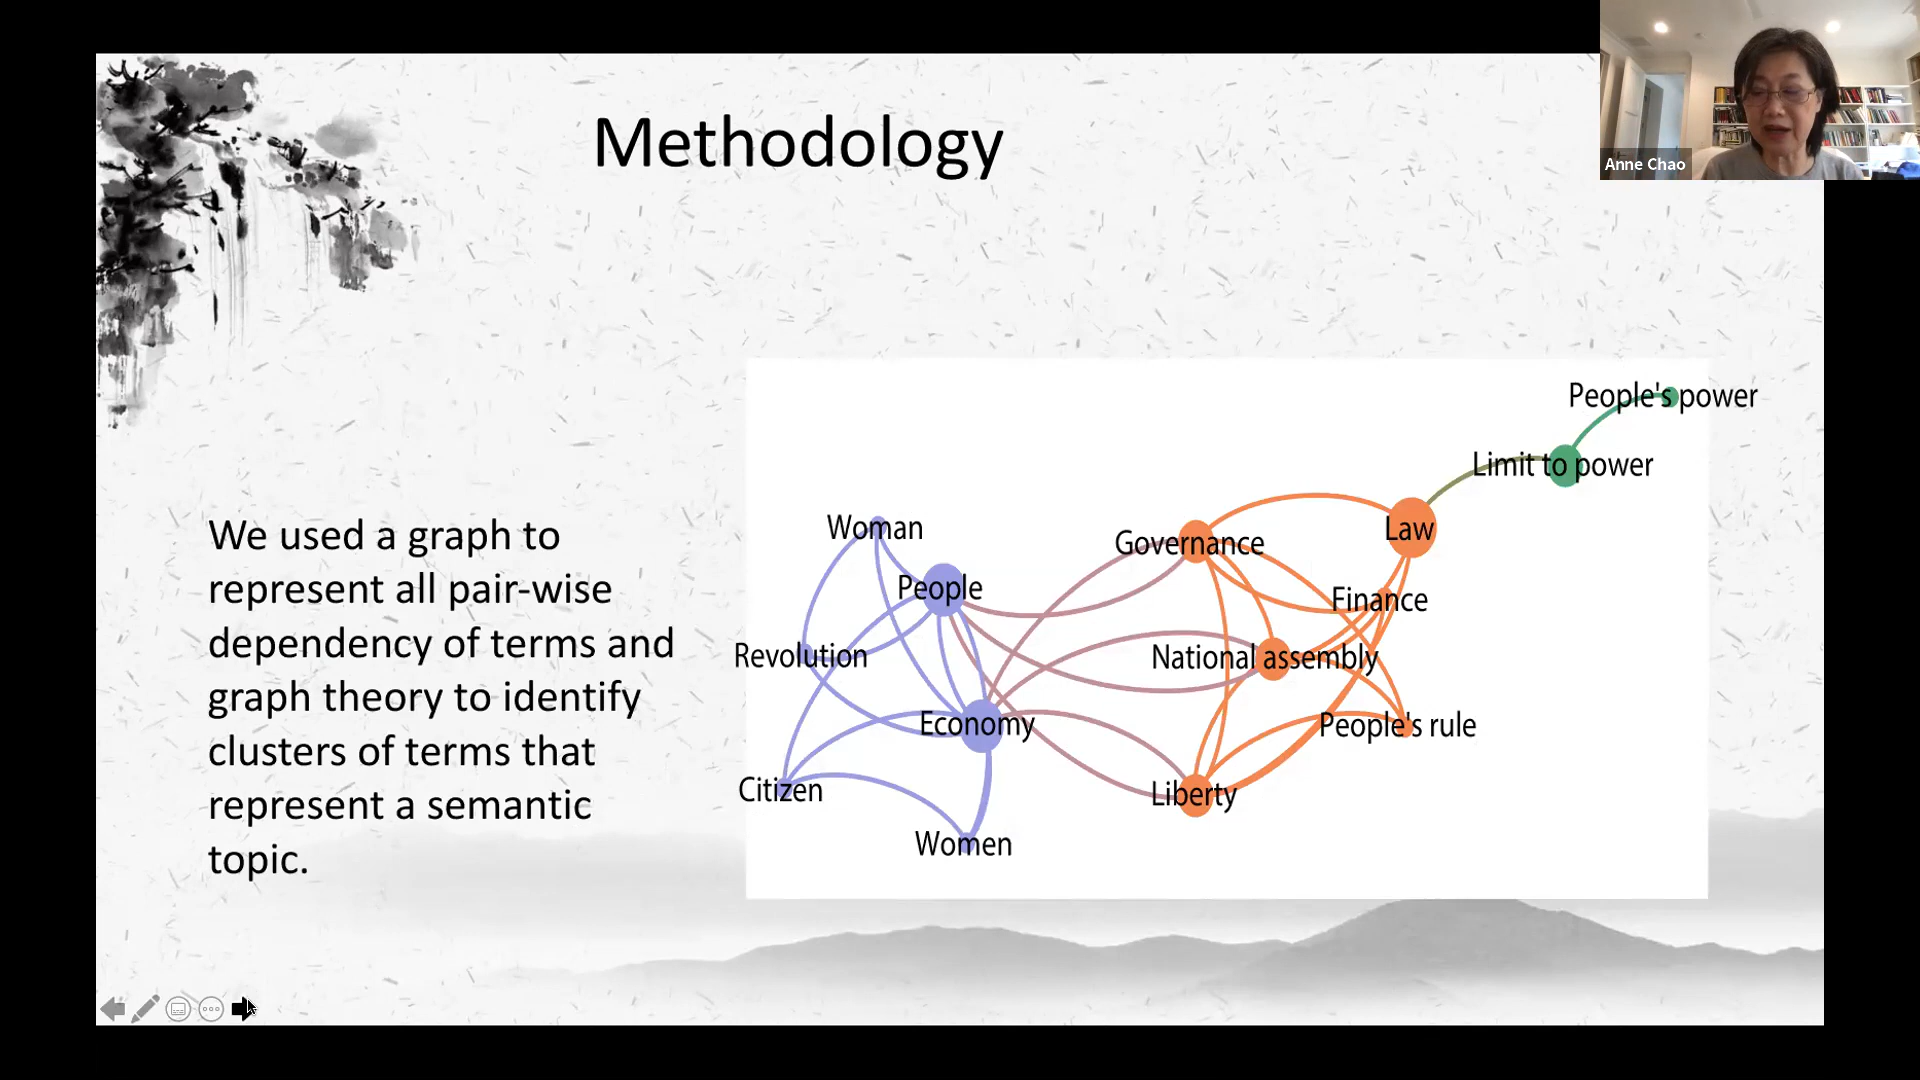 Methodology
Anne Chao
We used a graph to
represent all pair-wise
dependency of terms and
graph theory to identify
clusters of terms that
represent a semantic
topic.
People's power
Limit to power
Woman
Governance
Law
People
Finance
Revolution
National assembly
Economy
People's rule
Citizen
Liberty
Women